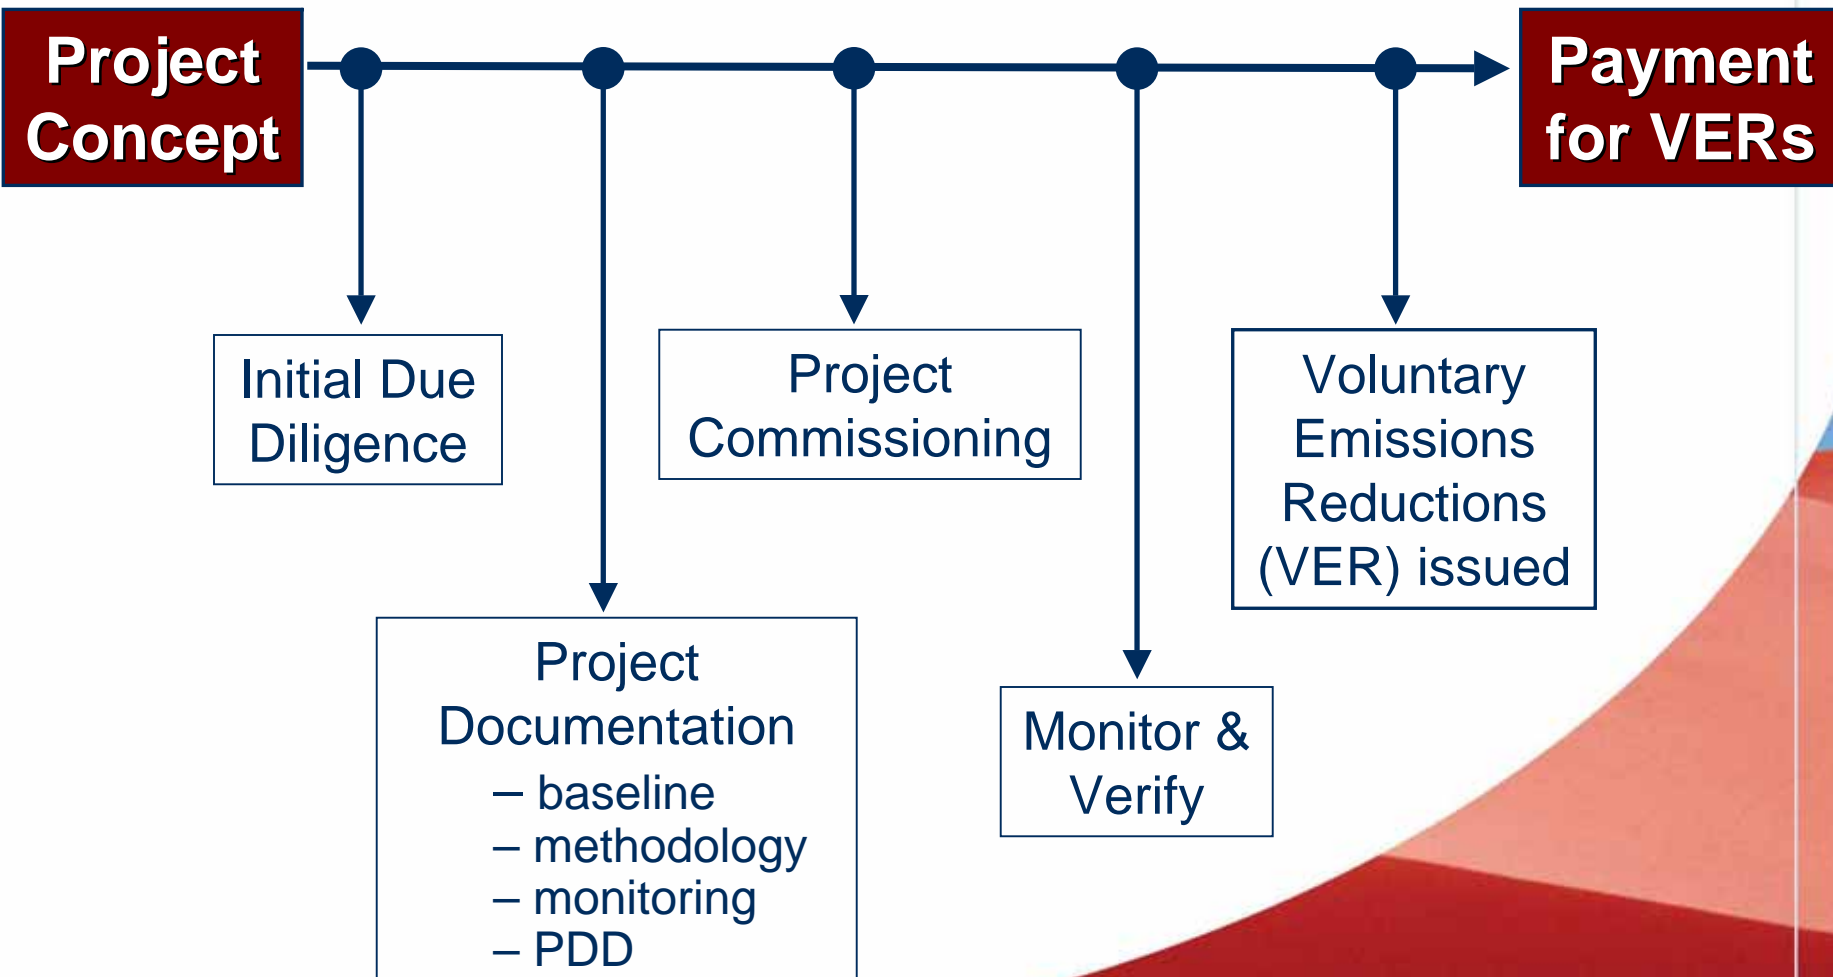 Project
Concept
Payment
for VERs
Initial Due
Diligence
Project
Documentation
– baseline
– methodology
– monitoring
– PDD
Project
Commissioning
Monitor &
Verify
Voluntary
Emissions
Reductions
(VER) issued